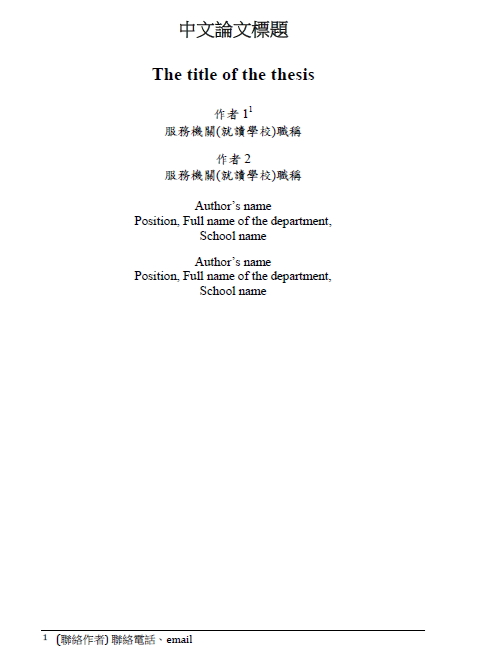 中文論文標題
The title of the thesis
作者 1¹
服務機關(就讀學校)職稱
作者 2
服務機關(就讀學校)職稱
Author’s name
Position, Full name of the department,
School name
Author’s name
Position, Full name of the department,
School name
1 (聯絡作者) 聯絡電話、email